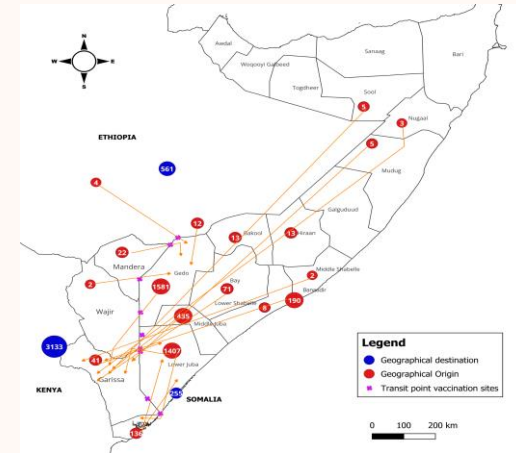 N
W E
S
Awdal
Woqooyi Galbeed
Sanaag
Bari
Togdheer
Sool
5
3
Nugaal
ETHIOPIA
5
Mudug
561
4
12
Galguduud
22
Bakool
13
13
Hiraan
Mandera
Gedo
2
1581
Bay
71
2
Middle Shabelle
Wajir
Lower Shabelle
Banadir
190
8
435
Middle Juba
3133
41
1407
Lower Juba
Garissa
KENYA
255
SOMALIA
136
Legend
Geographical destination
Geographical Origin
Transit point vaccination sites
0 100 200 km